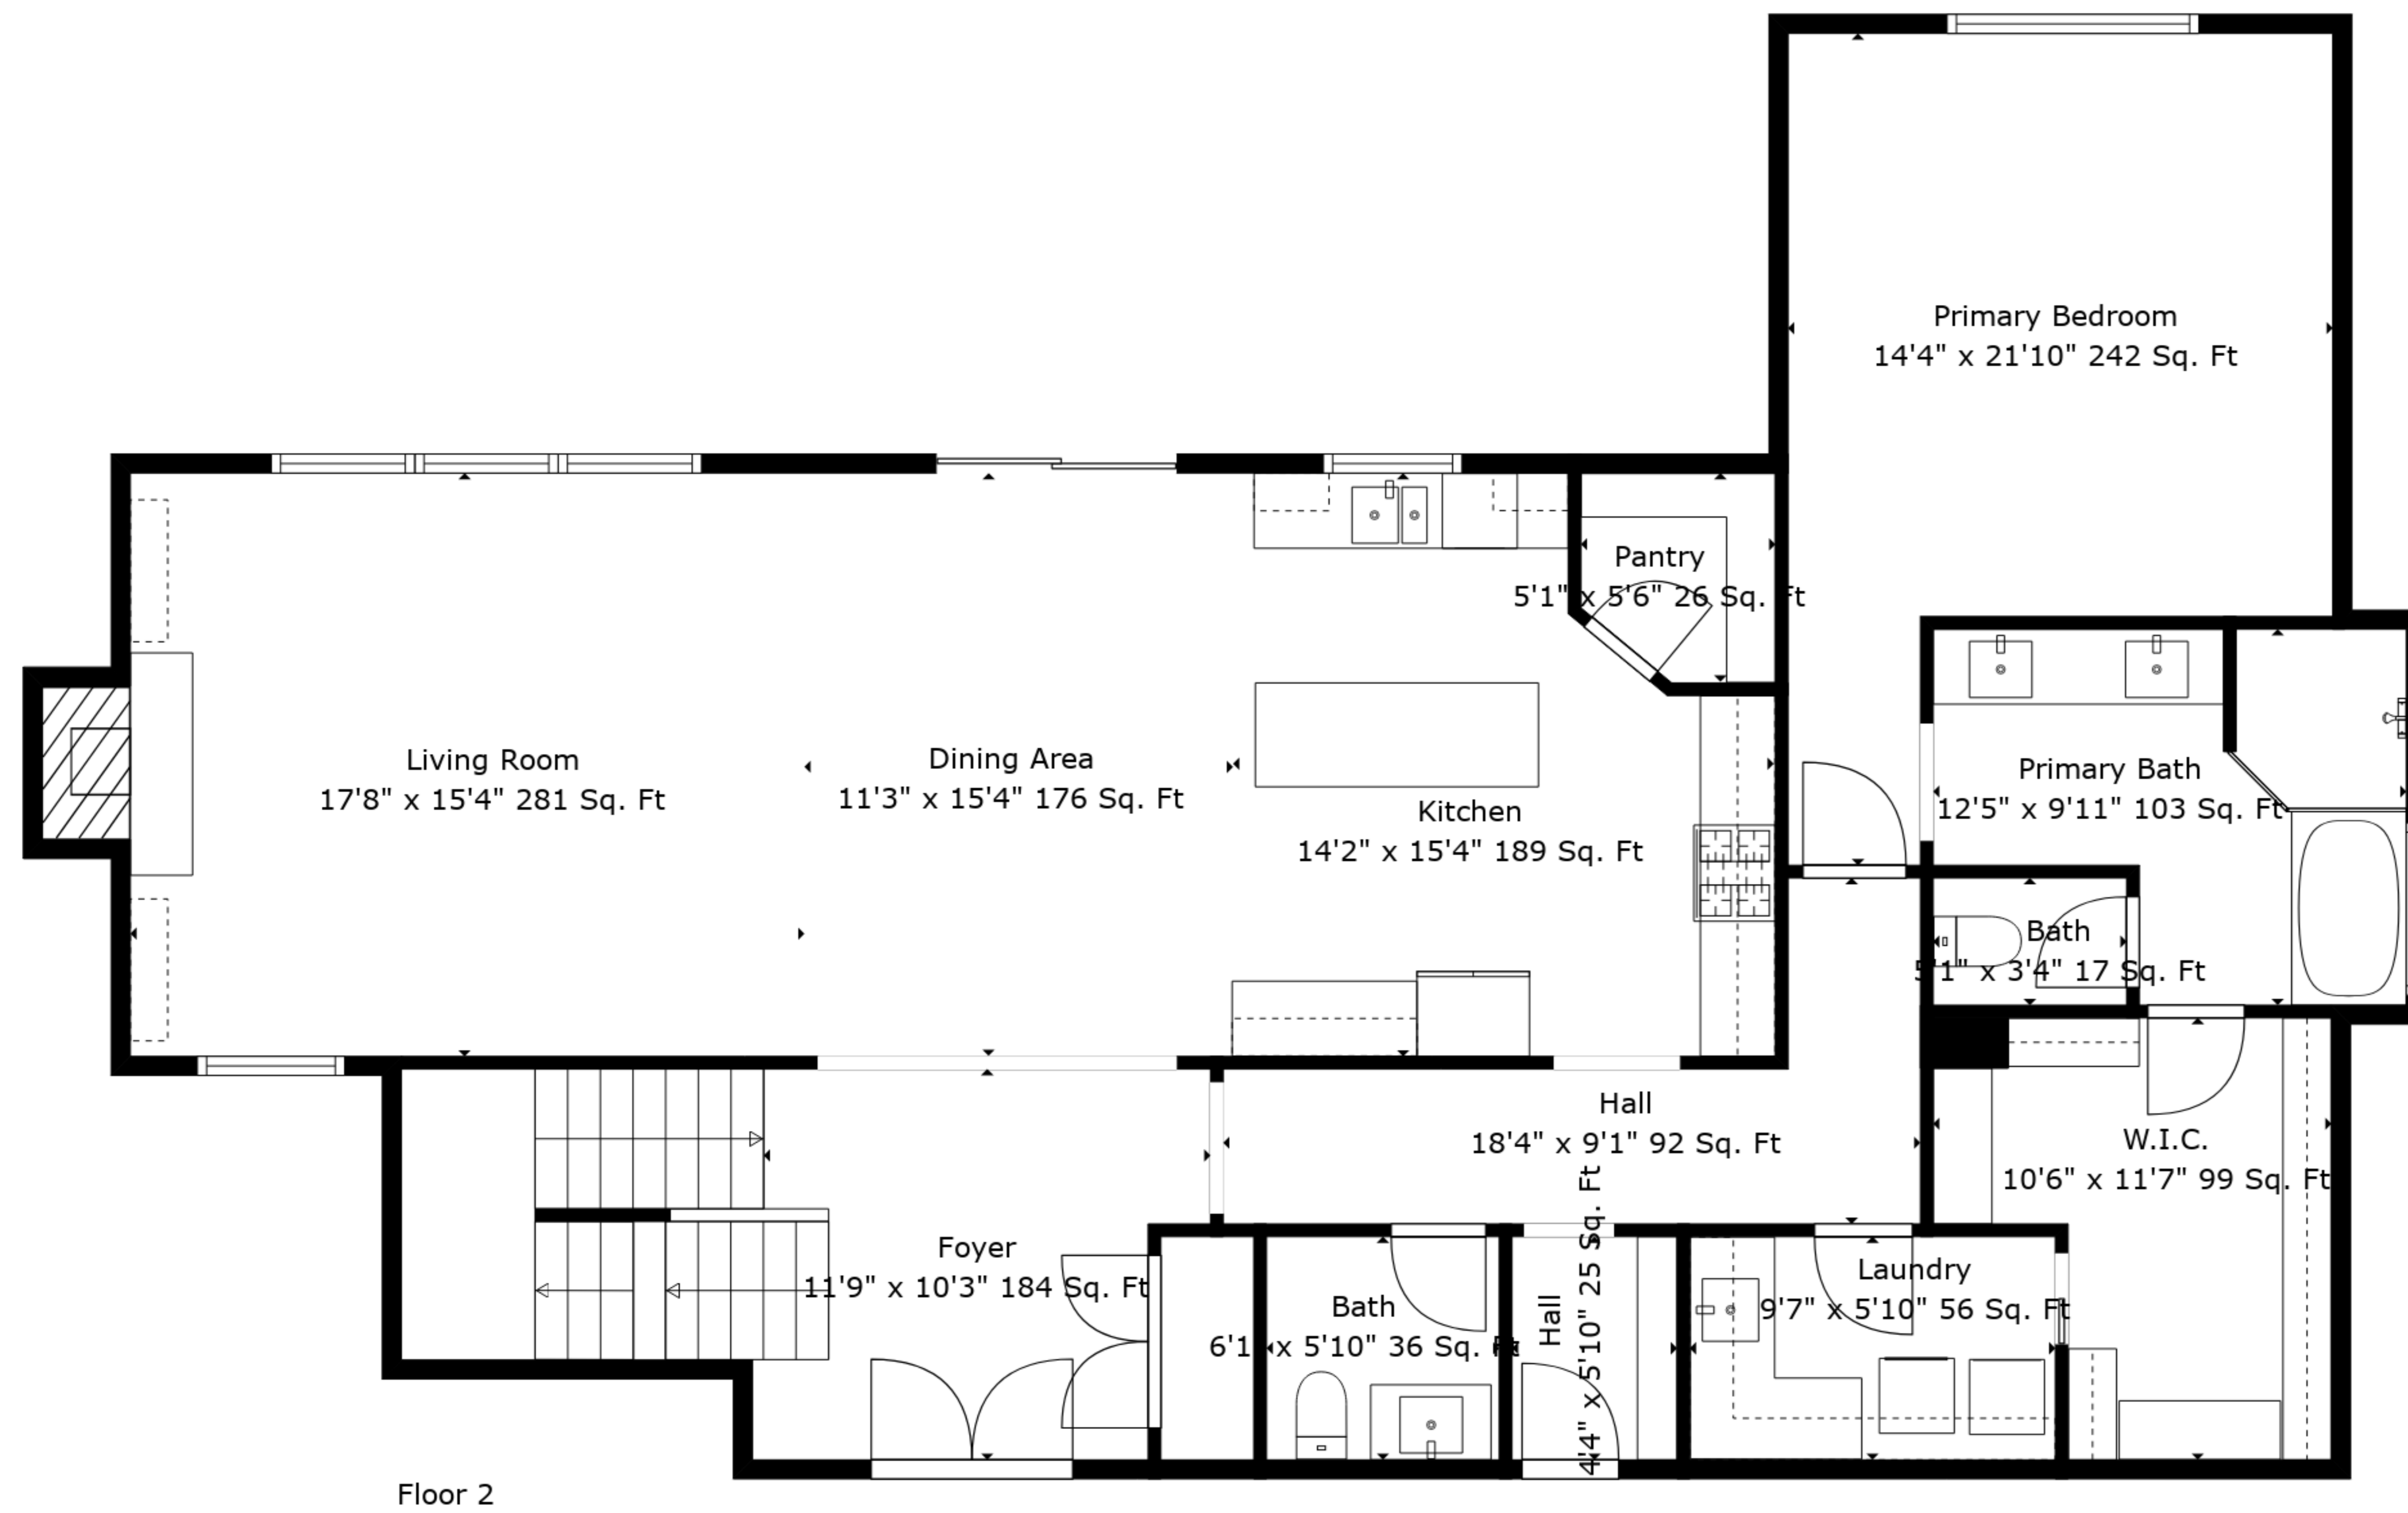 Primary Bedroom
14'4" x 21'10" 242 Sq. Ft
Pantry
5'1" x 5'6" 26 Sq. Ft
Living Room
17'8" x 15'4" 281 Sq. Ft
Dining Area
11'3" x 15'4" 176 Sq. Ft
Kitchen
14'2" x 15'4" 189 Sq. Ft
Primary Bath
12'5" x 9'11" 103 Sq. Ft
Bath
5'1" x 3'4" 17 Sq. Ft
Hall
18'4" x 9'1" 92 Sq. Ft
W.I.C.
10'6" x 11'7" 99 Sq. Ft
Foyer
11'9" x 10'3" 184 Sq. Ft
Bath
x 5'10" 36 Sq. Ft
Hall
4'4" x 5'10" 25 Sq. Ft
Laundry
9'7" x 5'10" 56 Sq. Ft
Floor 2